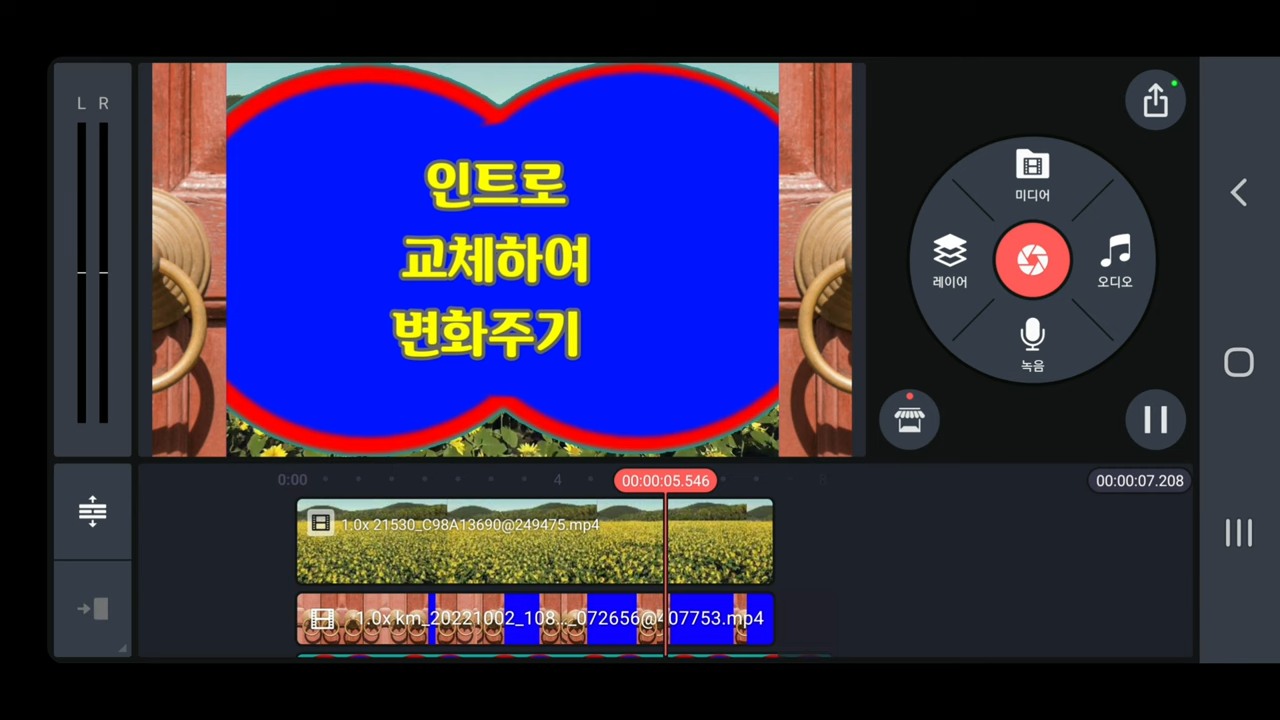 L R
인트로
교체하여
변화주기
미디어
레이어
오디오
녹음
0:00
4
00:00:05.546
8
00:00:07.208
1.0x 21530_C98A13690@249475.mp4
1.0x km_20221002_108..._072656@
07753.mp4